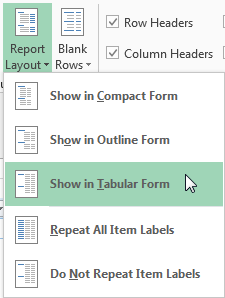 Report
Layout
Blank
Rows
Row Headers
Column Headers
Show in Compact Form
Show in Outline Form
Show in Tabular Form
Repeat All Item Labels
Do Not Repeat Item Labels